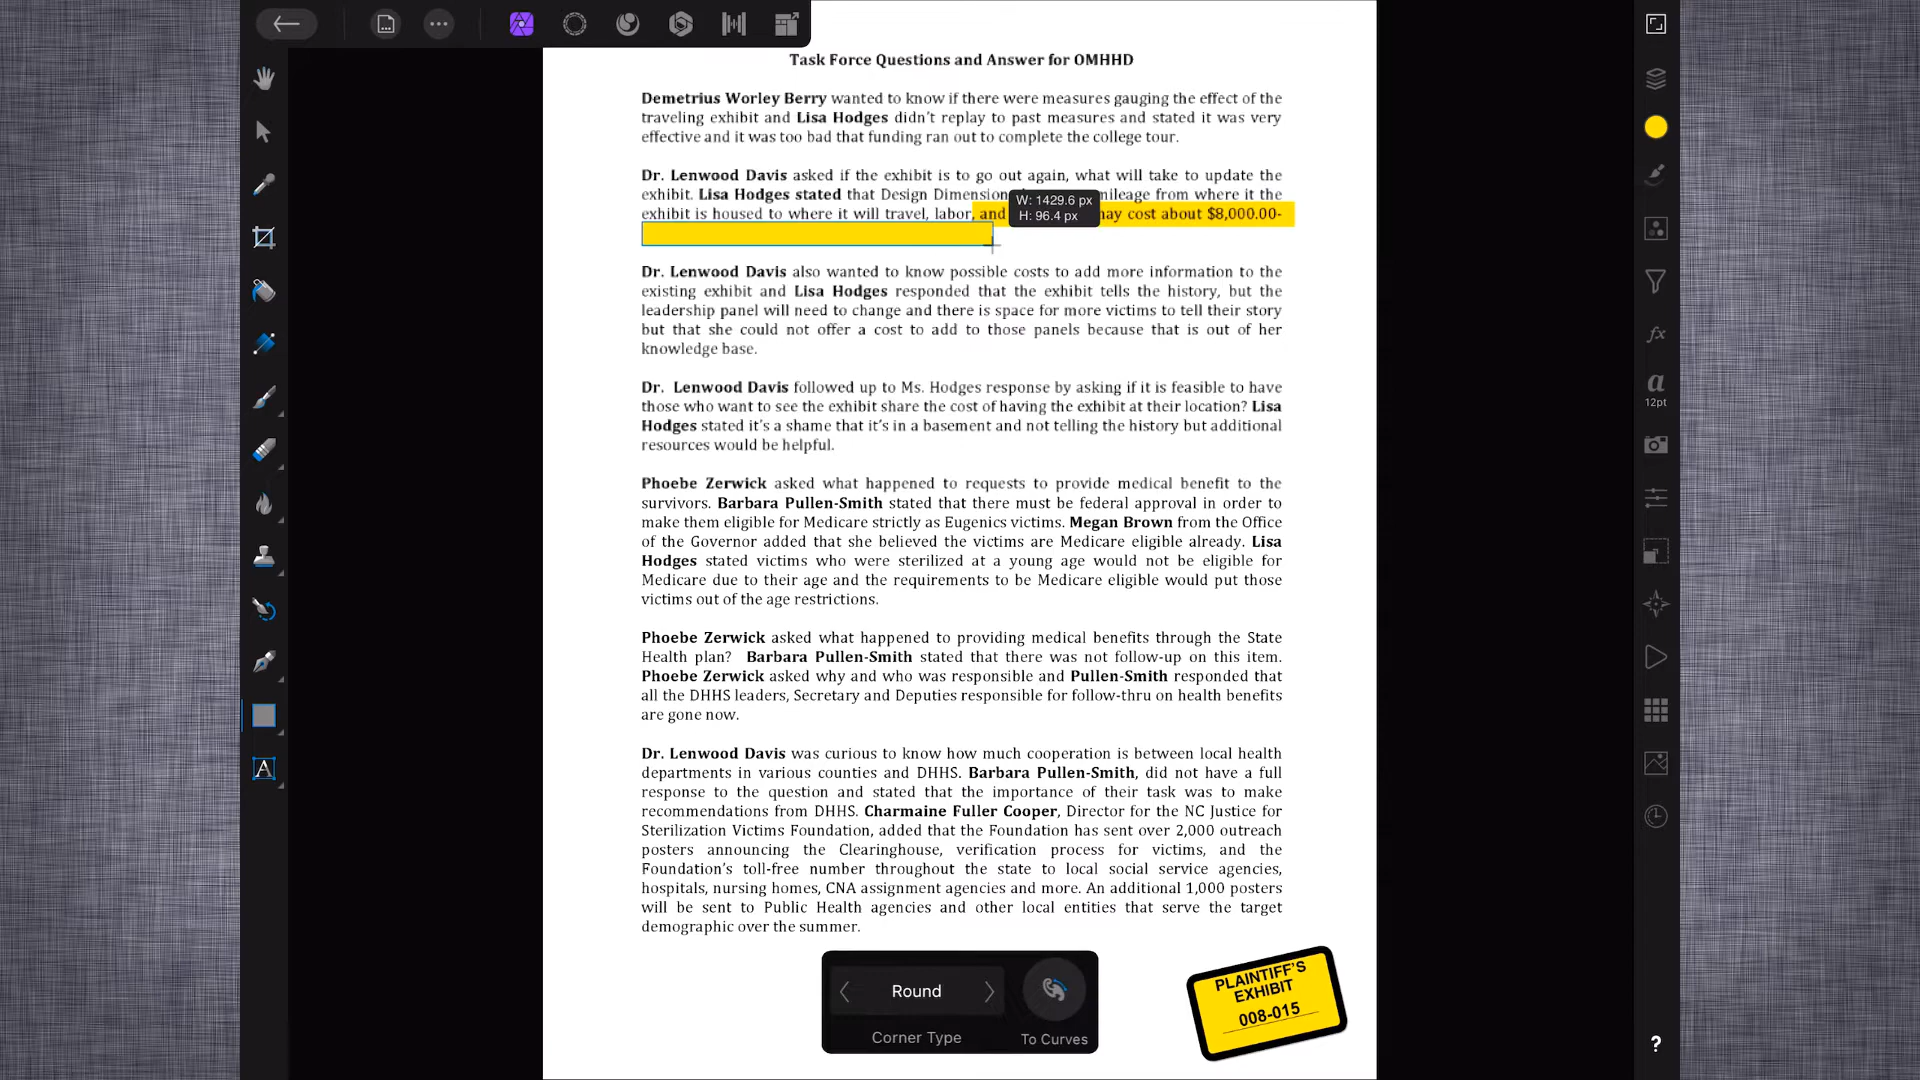 Task Force Questions and Answer for OMHHD
Demetrius Worley Berry wanted to know if there were measures gauging the effect of the
traveling exhibit and Lisa Hodges didn't replay to past measures and stated it was very
effective and it was too bad that funding ran out to complete the college tour.
Dr. Lenwood Davis asked if the exhibit is to go out again, what will take to update the
exhibit. Lisa Hodges stated that Design Dimension mileage from where it the
exhibit is housed to where it will travel, labor, and may cost about $8,000.00-
W: 1429.6 px
H: 96.4 px
Dr. Lenwood Davis also wanted to know possible costs to add more information to the
existing exhibit and Lisa Hodges responded that the exhibit tells the history, but the
leadership panel will need to change and there is space for more victims to tell their story
but that she could not offer a cost to add to those panels because that is out of her
knowledge base.
Dr. Lenwood Davis followed up to Ms. Hodges response by asking if it is feasible to have
those who want to see the exhibit share the cost of having the exhibit at their location? Lisa
Hodges stated it's a shame that it's in a basement and not telling the history but additional
resources would be helpful.
Phoebe Zerwick asked what happened to requests to provide medical benefit to the
survivors. Barbara Pullen-Smith stated that there must be federal approval in order to
make them eligible for Medicare strictly as Eugenics victims. Megan Brown from the Office
of the Governor added that she believed the victims are Medicare eligible already. Lisa
Hodges stated victims who were sterilized at a young age would not be eligible for
Medicare due to their age and the requirements to be Medicare eligible would put those
victims out of the age restrictions.
Phoebe Zerwick asked what happened to providing medical benefits through the State
Health plan? Barbara Pullen-Smith stated that there was not follow-up on this item.
Phoebe Zerwick asked why and who was responsible and Pullen-Smith responded that
all the DHHS leaders, Secretary and Deputies responsible for follow-thru on health benefits
are gone now.
Dr. Lenwood Davis was curious to know how much cooperation is between local health
departments in various counties and DHHS. Barbara Pullen-Smith, did not have a full
response to the question and stated that the importance of their task was to make
recommendations from DHHS. Charmaine Fuller Cooper, Director for the NC Justice for
Sterilization Victims Foundation, added that the Foundation has sent over 2,000 outreach
posters announcing the Clearinghouse, verification process for victims, and the
Foundation's toll-free number throughout the state to local social service agencies,
hospitals, nursing homes, CNA assignment agencies and more. An additional 1,000 posters
will be sent to Public Health agencies and other local entities that serve the target
demographic over the summer.
PLAINTIFF'S
EXHIBIT
008-015
Round
Corner Type
To Curves
A
fx
a
12pt
?